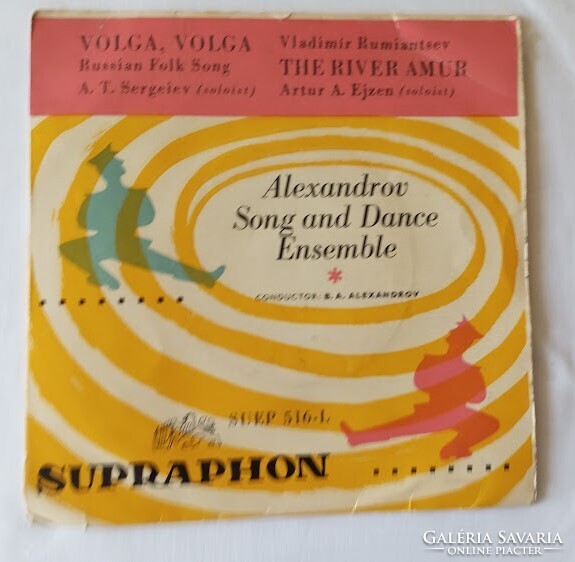 VOLGA, VOLGA
Russian Folk Song
A. T. Sergeiev (soloist)
Vladimir Rumiantsev
THE RIVER AMUR
Artur A. Ejzen (soloist)
Alexandrov
Song and Dance
Ensemble
*
CONDUCTOR: B. A. ALEXANDROV
SUEP 516-L
SUPRAPHON
GALÉRIA SAVARIA
ONLINE PIACTÉR